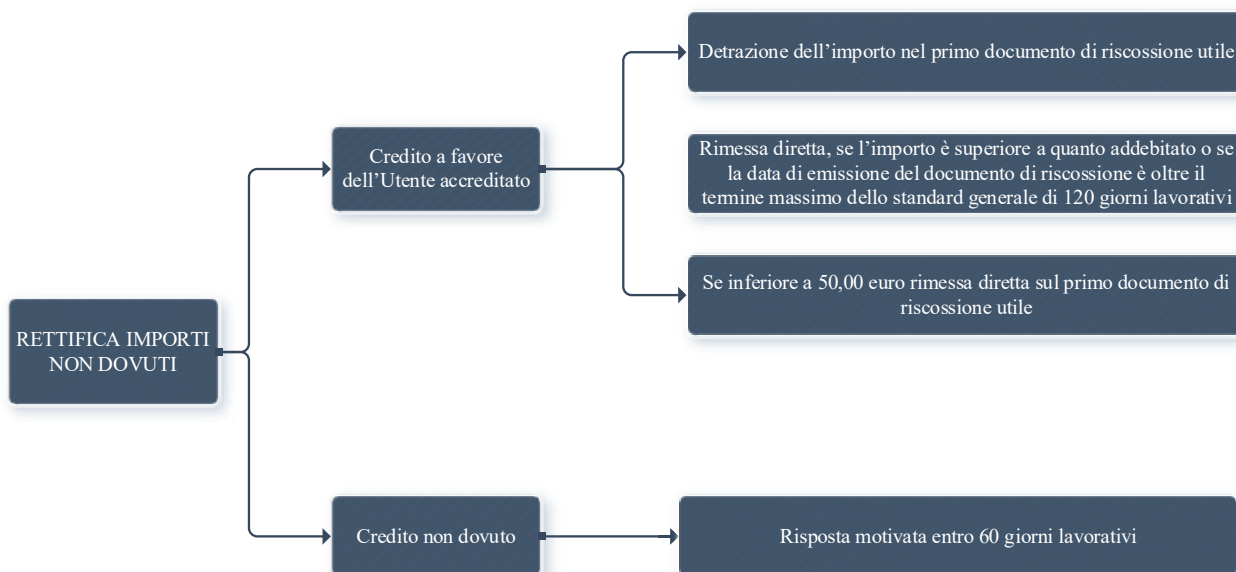 Detrazione dell’importo nel primo documento di riscossione utile
Credito a favore
dell’Utente accreditato
Rimessa diretta, se l’importo è superiore a quanto addebitato o se
la data di emissione del documento di riscossione è oltre il
termine massimo dello standard generale di 120 giorni lavorativi
Se inferiore a 50,00 euro rimessa diretta sul primo documento di
riscossione utile
RETTIFICA IMPORTI
NON DOVUTI
Credito non dovuto
Risposta motivata entro 60 giorni lavorativi